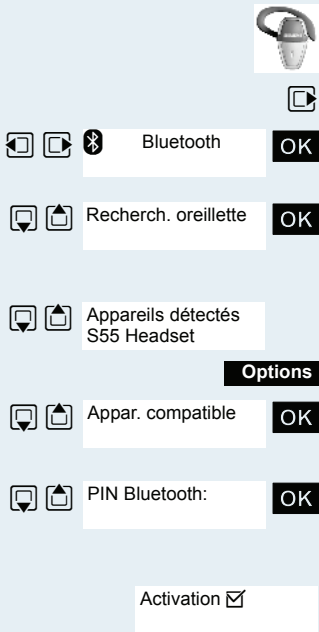 Bluetooth OK
Recherch. oreillette OK
Appareils détectés
S55 Headset
Options
Appar. compatible OK
PIN Bluetooth: OK
Activation ☑